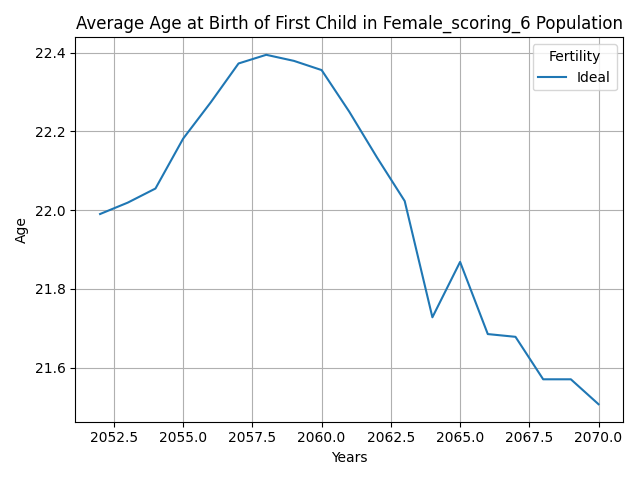 Average Age at Birth of First Child in Female_scoring_6 Population
Fertility
Ideal
22.4
22.2
22.0
21.8
21.6
Age
2052.5 2055.0 2057.5 2060.0 2062.5 2065.0 2067.5 2070.0
Years